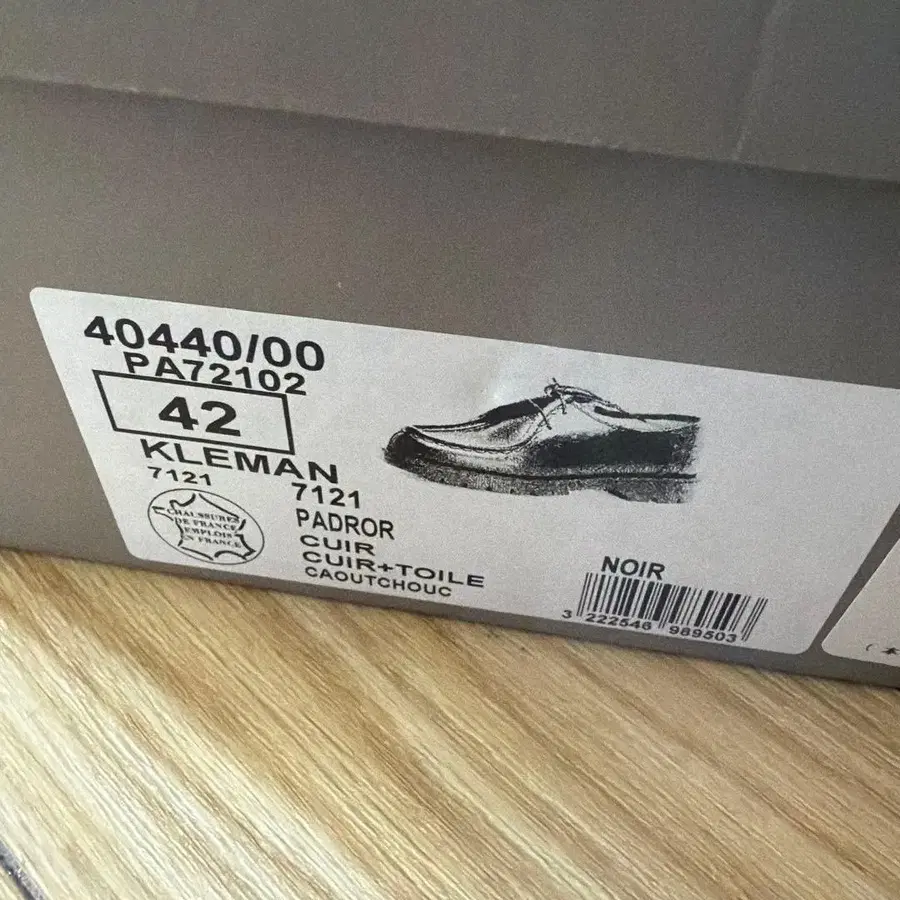 40440/00
PA72102
42
KLEMAN
7121
CHAUSSURES
DE FRANCE
EMPLOIS
EN FRANCE
7121
PADROR
CUIR
CUIR+TOILE
CAOUTCHOUC
NOIR
3 222546 989503